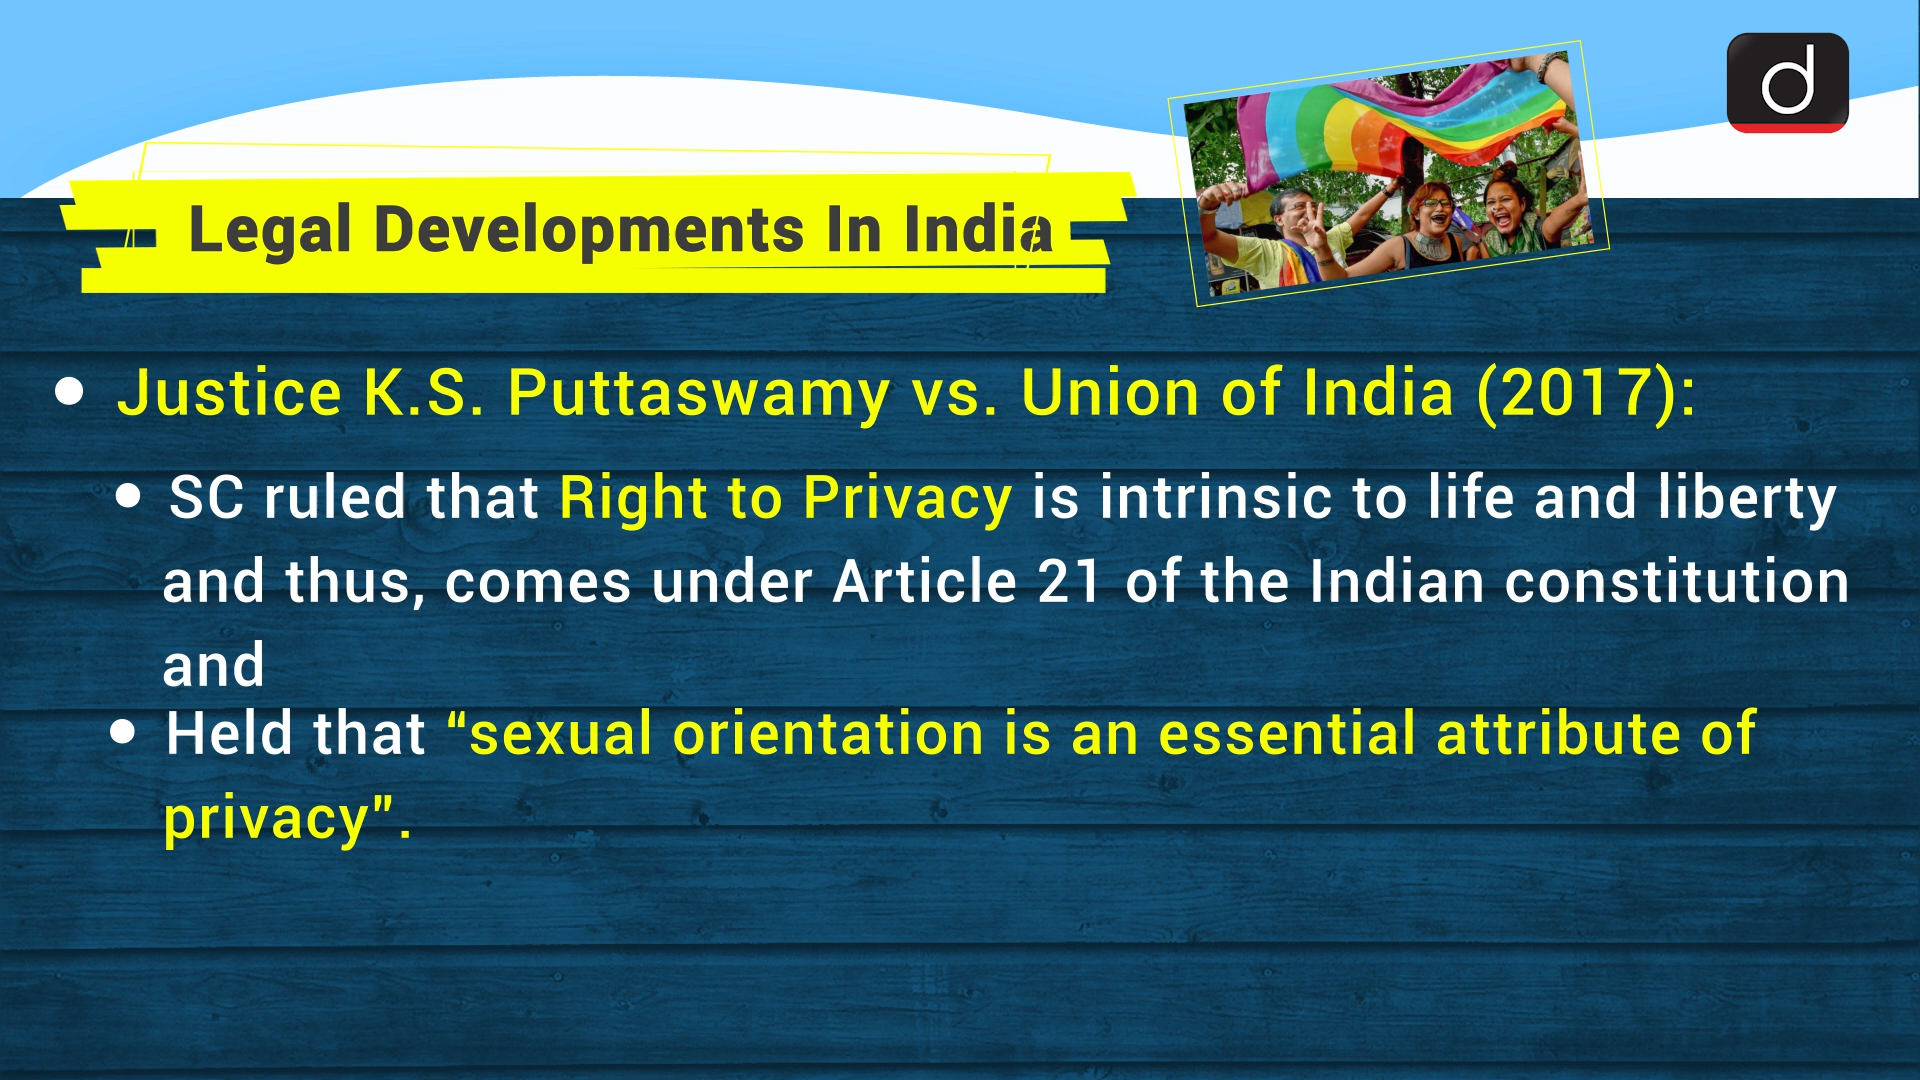 d
Legal Developments In India
• Justice K.S. Puttaswamy vs. Union of India (2017):
• SC ruled that Right to Privacy is intrinsic to life and liberty
and thus, comes under Article 21 of the Indian constitution
and
• Held that “sexual orientation is an essential attribute of
privacy”.